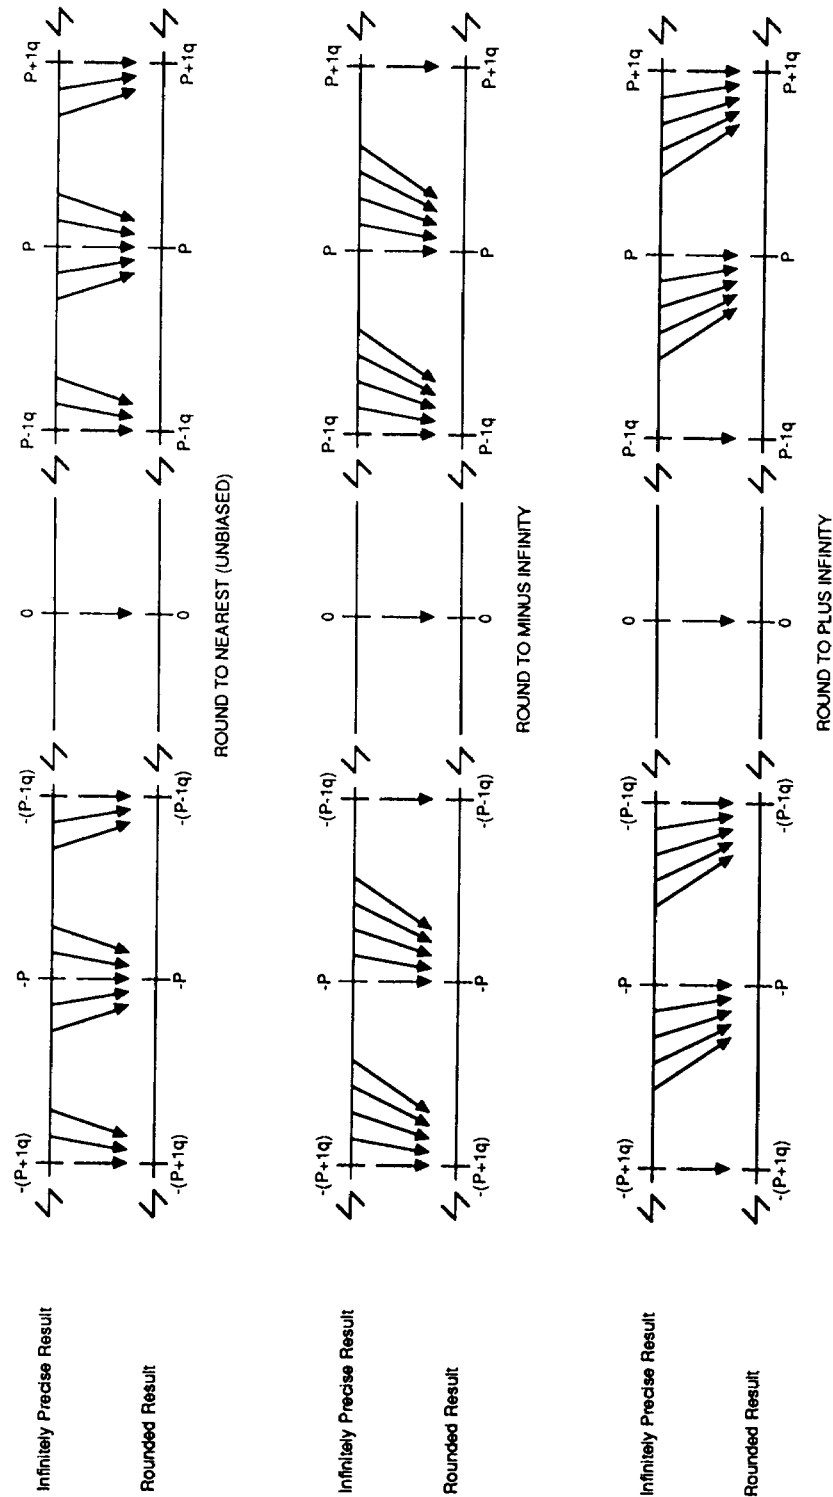 -(P+1q) -P -(P-1q) 0 P-1q P P+1q
Infinitely Precise Result
Rounded Result
-(P+1q) -P -(P-1q) 0 P-1q P P+1q
ROUND TO NEAREST (UNBIASED)
-(P+1q) -P -(P-1q) 0 P-1q P P+1q
Infinitely Precise Result
Rounded Result
-(P+1q) -P -(P-1q) 0 P-1q P P+1q
ROUND TO MINUS INFINITY
-(P+1q) -P -(P-1q) 0 P-1q P P+1q
Infinitely Precise Result
Rounded Result
-(P+1q) -P -(P-1q) 0 P-1q P P+1q
ROUND TO PLUS INFINITY